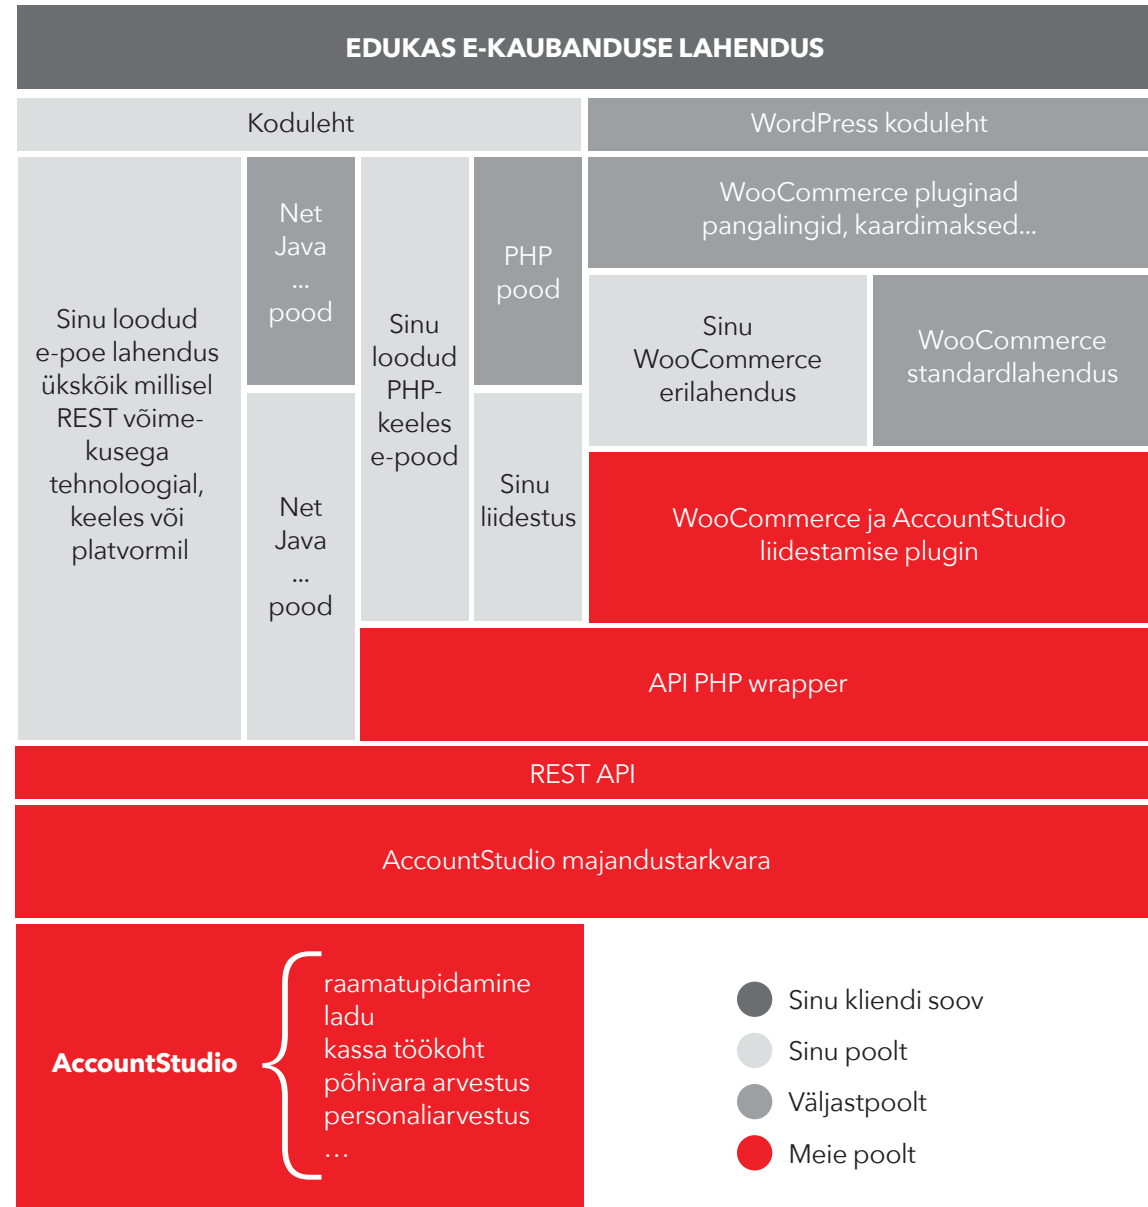 EDUKAS E-KAUBANDUSE LAHENDUS
Koduleht
WordPress koduleht
Sinu loodud
e-poe lahendus
ükskõik millisel
REST võime-
kusega
tehnoloogial,
keeles või
platvormil
Net
Java
...
pood
Net
Java
...
pood
Sinu
loodud
PHP-
keeles
e-pood
PHP
pood
Sinu
liidestus
WooCommerce pluginad
pangalingid, kaardimaksed...
Sinu
WooCommerce
erilahendus
WooCommerce
standardlahendus
WooCommerce ja AccountStudio
liidestamise plugin
API PHP wrapper
REST API
AccountStudio majandustarkvara
AccountStudio
raamatupidamine
ladu
kassa töökoht
põhivara arvestus
personaliarvestus
...
Sinu kliendi soov
Sinu poolt
Väljastpoolt
Meie poolt